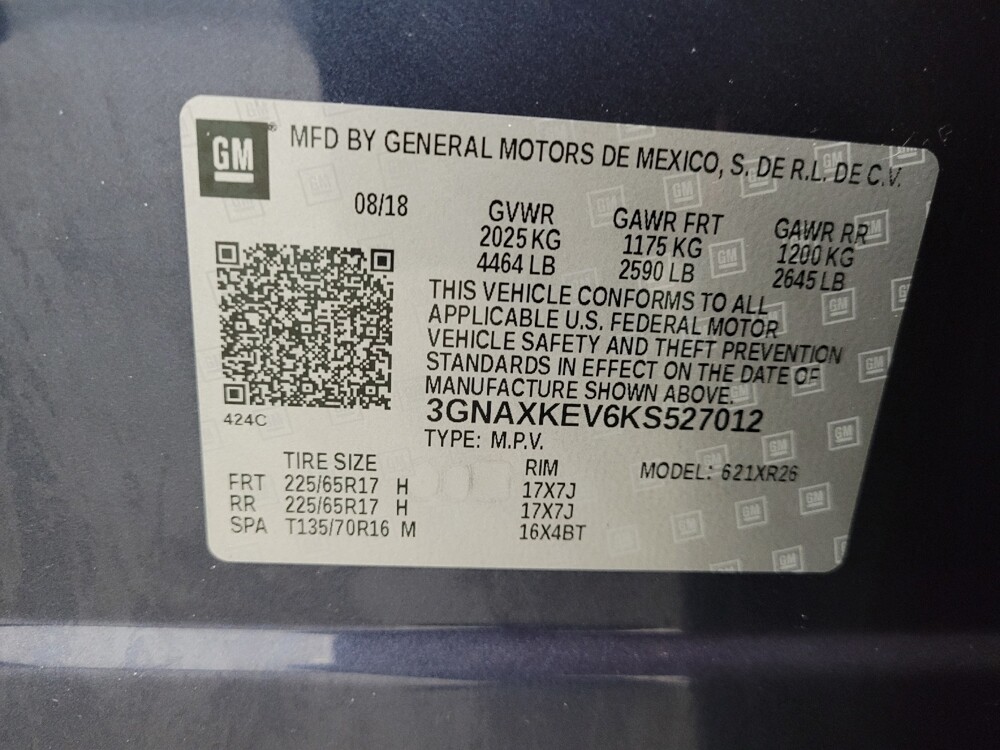 GM® MFD BY GENERAL MOTORS DE MEXICO, S. DE R.L. DE C.V.
08/18
GVWR GAWR FRT GAWR RR
2025 KG 1175 KG 1200 KG
4464 LB 2590 LB 2645 LB
THIS VEHICLE CONFORMS TO ALL
APPLICABLE U.S. FEDERAL MOTOR
VEHICLE SAFETY AND THEFT PREVENTION
STANDARDS IN EFFECT ON THE DATE OF
MANUFACTURE SHOWN ABOVE.
424C
3GNAXKEV6KS527012
TYPE: M.P.V.
TIRE SIZE RIM MODEL: 621XR26
FRT 225/65R17 H 17X7J
RR 225/65R17 H 17X7J
SPA T135/70R16 M 16X4BT